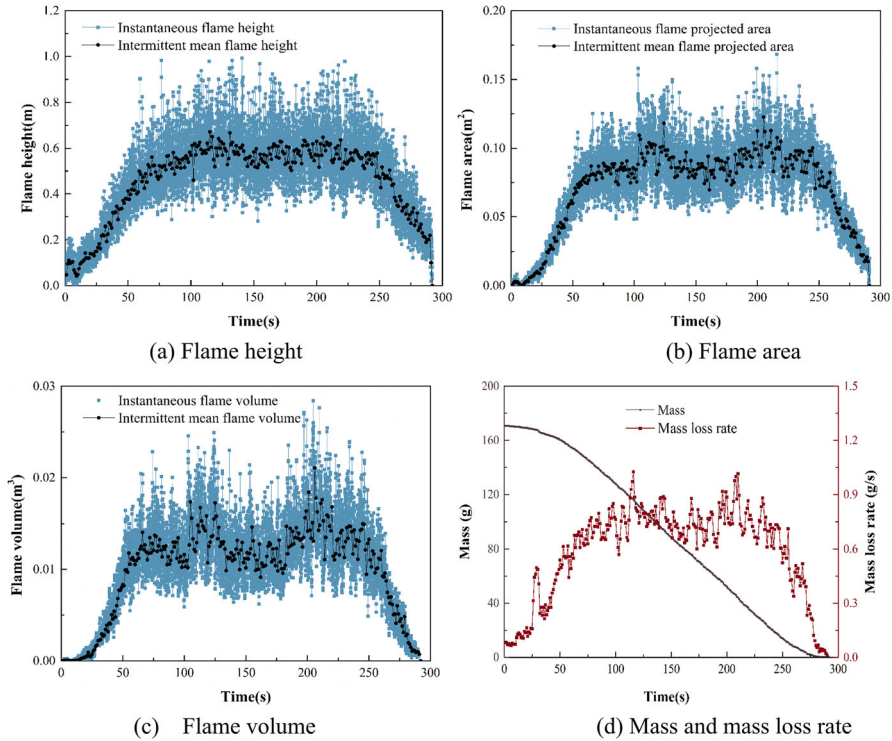 Instantaneous flame height
Intermittent mean flame height
1.2
1.0
0.8
0.6
0.4
0.2
0.0
Flame height(m)
0 50 100 150 200 250 300
Time(s)
(a) Flame height
Instantaneous flame projected area
Intermittent mean flame projected area
0.20
0.15
0.10
0.05
0.00
Flame area(m²)
0 50 100 150 200 250 300
Time(s)
(b) Flame area
Instantaneous flame volume
Intermittent mean flame volume
0.03
0.02
0.01
0.00
Flame volume(m³)
0 50 100 150 200 250 300
Time(s)
(c) Flame volume
Mass
Mass loss rate
200
160
120
80
40
0
Mass (g)
1.5
1.2
0.9
0.6
0.3
0.0
Mass loss rate (g/s)
0 50 100 150 200 250 300
Time(s)
(d) Mass and mass loss rate